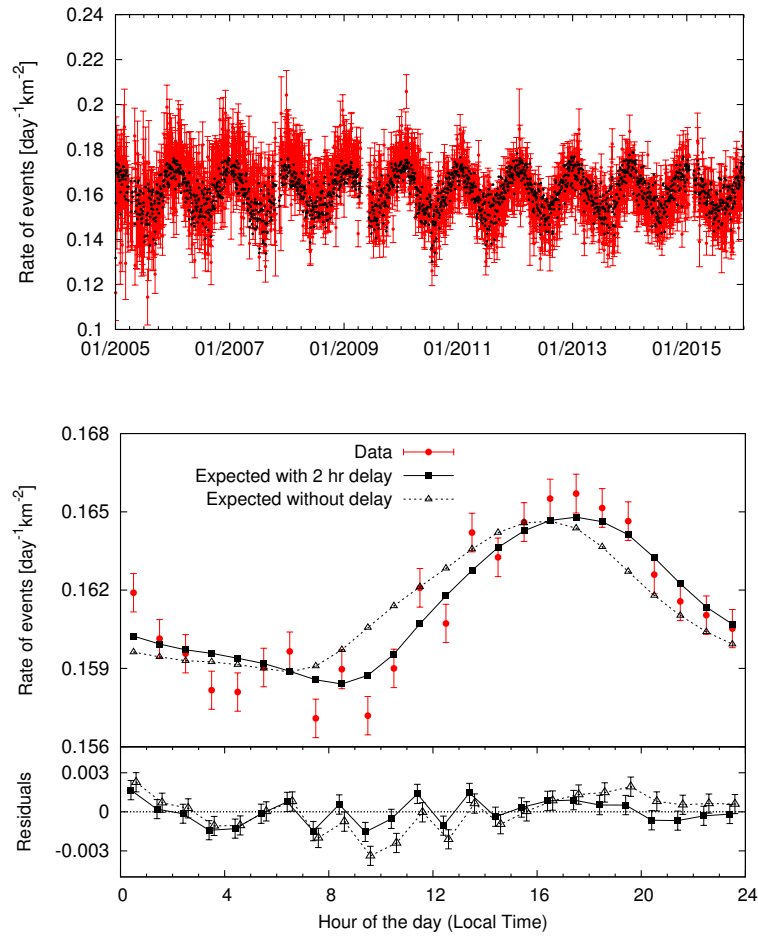 0.24
0.22
0.2
0.18
0.16
0.14
0.12
0.1
Rate of events [day⁻¹km⁻²]
01/2005 01/2007 01/2009 01/2011 01/2013 01/2015
0.168
0.165
0.162
0.159
0.156
Rate of events [day⁻¹km⁻²]
Data
Expected with 2 hr delay
Expected without delay
0.003
0
-0.003
Residuals
0 4 8 12 16 20 24
Hour of the day (Local Time)